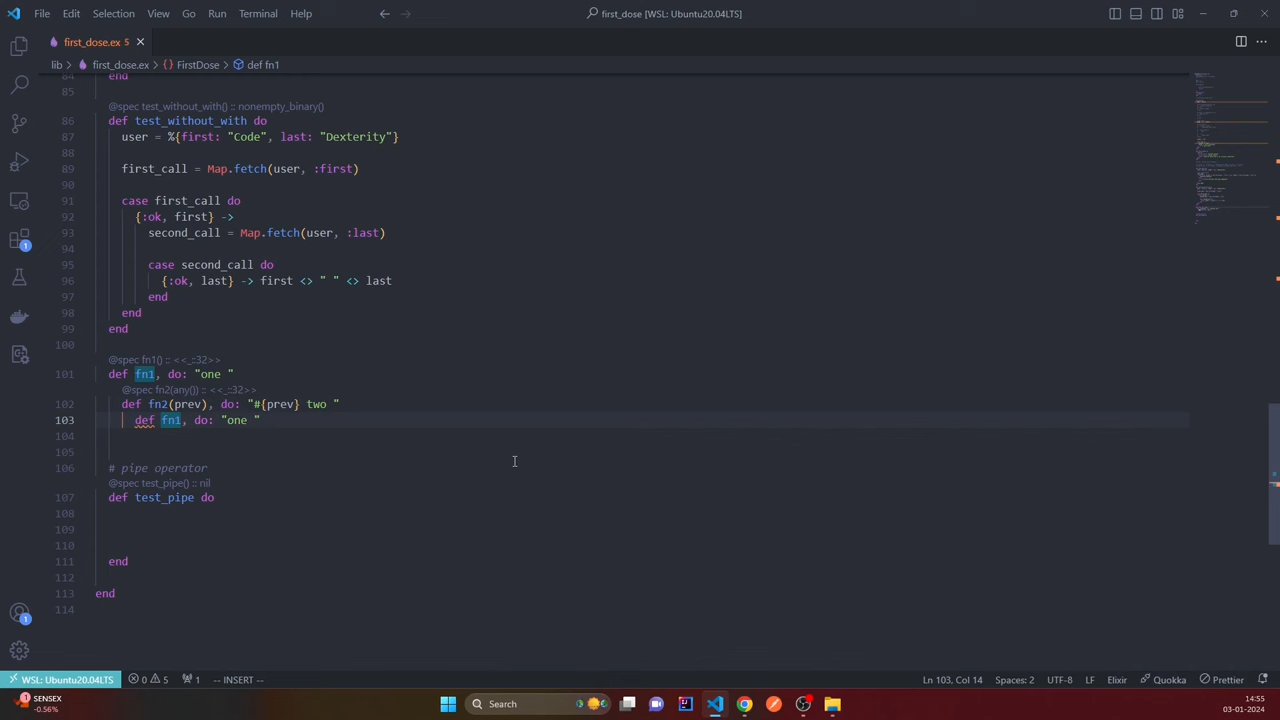 File Edit Selection View Go Run Terminal Help
first_dose [WSL: Ubuntu20.04LTS]
first_dose.ex 5
lib > first_dose.ex > {} FirstDose > def fn1
84 end
85
@spec test_without_with() :: nonempty_binary()
86 def test_without_with do
87 user = %{first: "Code", last: "Dexterity"}
88
89 first_call = Map.fetch(user, :first)
90
91 case first_call do
92 {:ok, first} ->
93 second_call = Map.fetch(user, :last)
94
95 case second_call do
96 {:ok, last} -> first <> " " <> last
97 end
98 end
99 end
100
@spec fn1() :: <<_::32>>
101 def fn1, do: "one "
@spec fn2(any()) :: <<_::32>>
102 def fn2(prev), do: "#{prev} two "
103 def fn1, do: "one "
104
105
106 # pipe operator
@spec test_pipe() :: nil
107 def test_pipe do
108
109
110
111 end
112
113 end
114
1
1
WSL: Ubuntu20.04LTS 0 5 1 -- INSERT -- Ln 103, Col 14 Spaces: 2 UTF-8 LF Elixir Quokka Prettier
SENSEX
-0.56%
Search
14:55
03-01-2024